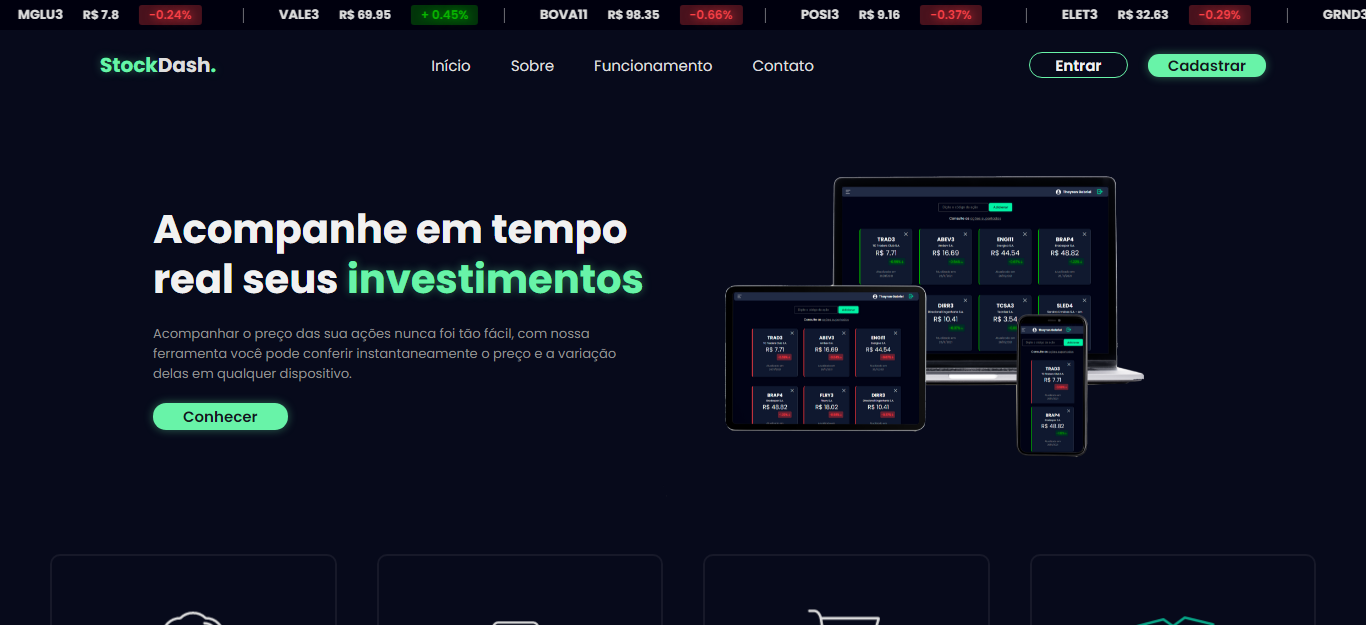 MGLU3 R$ 7.8 -0.24% VALE3 R$ 69.95 + 0.45% BOVA11 R$ 98.35 -0.66% POSI3 R$ 9.16 -0.37% ELET3 R$ 32.63 -0.29% GRND3
StockDash. Início Sobre Funcionamento Contato Entrar Cadastrar
Acompanhe em tempo
real seus investimentos
Acompanhar o preço das sua ações nunca foi tão fácil, com nossa
ferramenta você pode conferir instantaneamente o preço e a variação
delas em qualquer dispositivo.
Conhecer
Thaynan Gabriel
TRAD3 ABEV3 ENGI11 BRAP4
R$ 7.71 R$ 16.69 R$ 44.54 R$ 48.82
DIRR3 TCSA3 SLED4
R$ 10.41 R$ 3.54
TRAD3 ABEV3 ENGI11
R$ 7.71 R$ 16.69 R$ 44.54
BRAP4 FLRY3 DIRR3
R$ 48.82 R$ 18.02 R$ 10.41
TRAD3
R$ 7.71
BRAP4
R$ 48.82